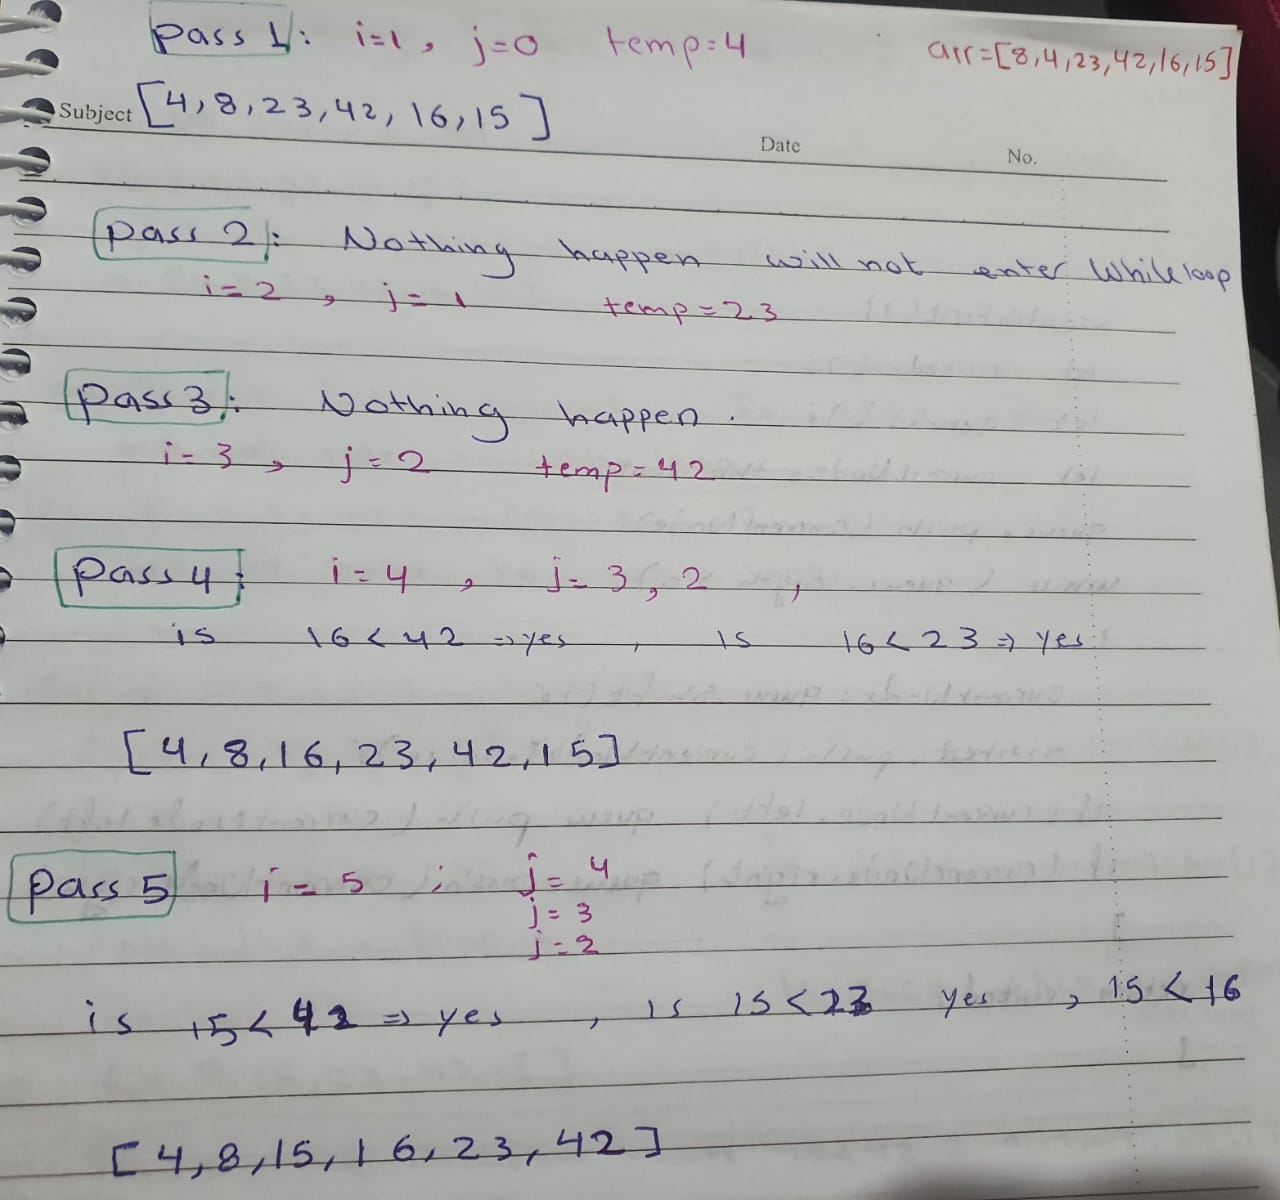 Pass 1: i=1, j=0 temp=4 arr=[8,4,23,42,16,15]
Subject [4,8,23,42,16,15]
Date No.
Pass 2: Nothing happen will not enter While loop
i=2, j=1 temp=23
Pass 3: Nothing happen.
i=3, j=2 temp=42
Pass 4: i=4, j=3,2,
is 16<42 => yes, is 16<23 => yes
[4,8,16,23,42,15]
Pass 5 i=5; j=4
j=3
j=2
is 15<42 => yes, is 15<23 yes, 15<16
[4,8,15,16,23,42]